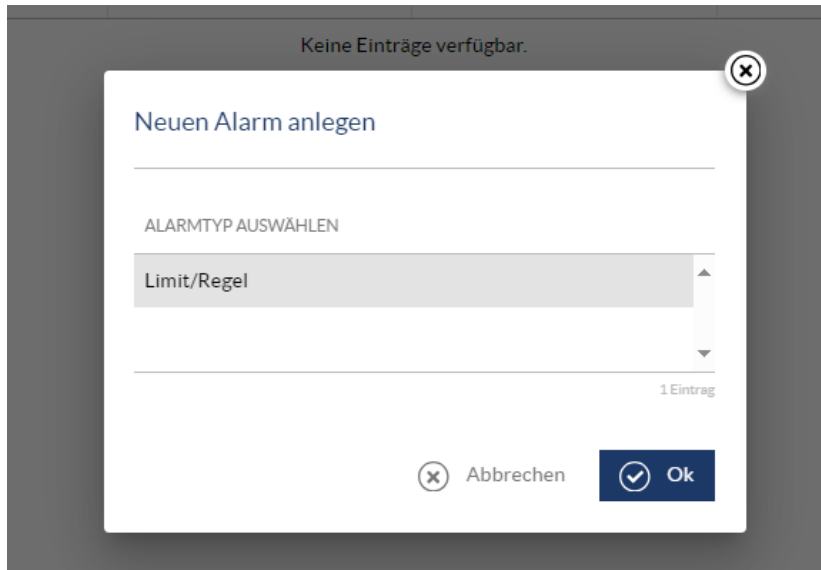 Keine Einträge verfügbar.
Neuen Alarm anlegen
ALARMTYP AUSWÄHLEN
Limit/Regel
1 Eintrag
Abbrechen
Ok